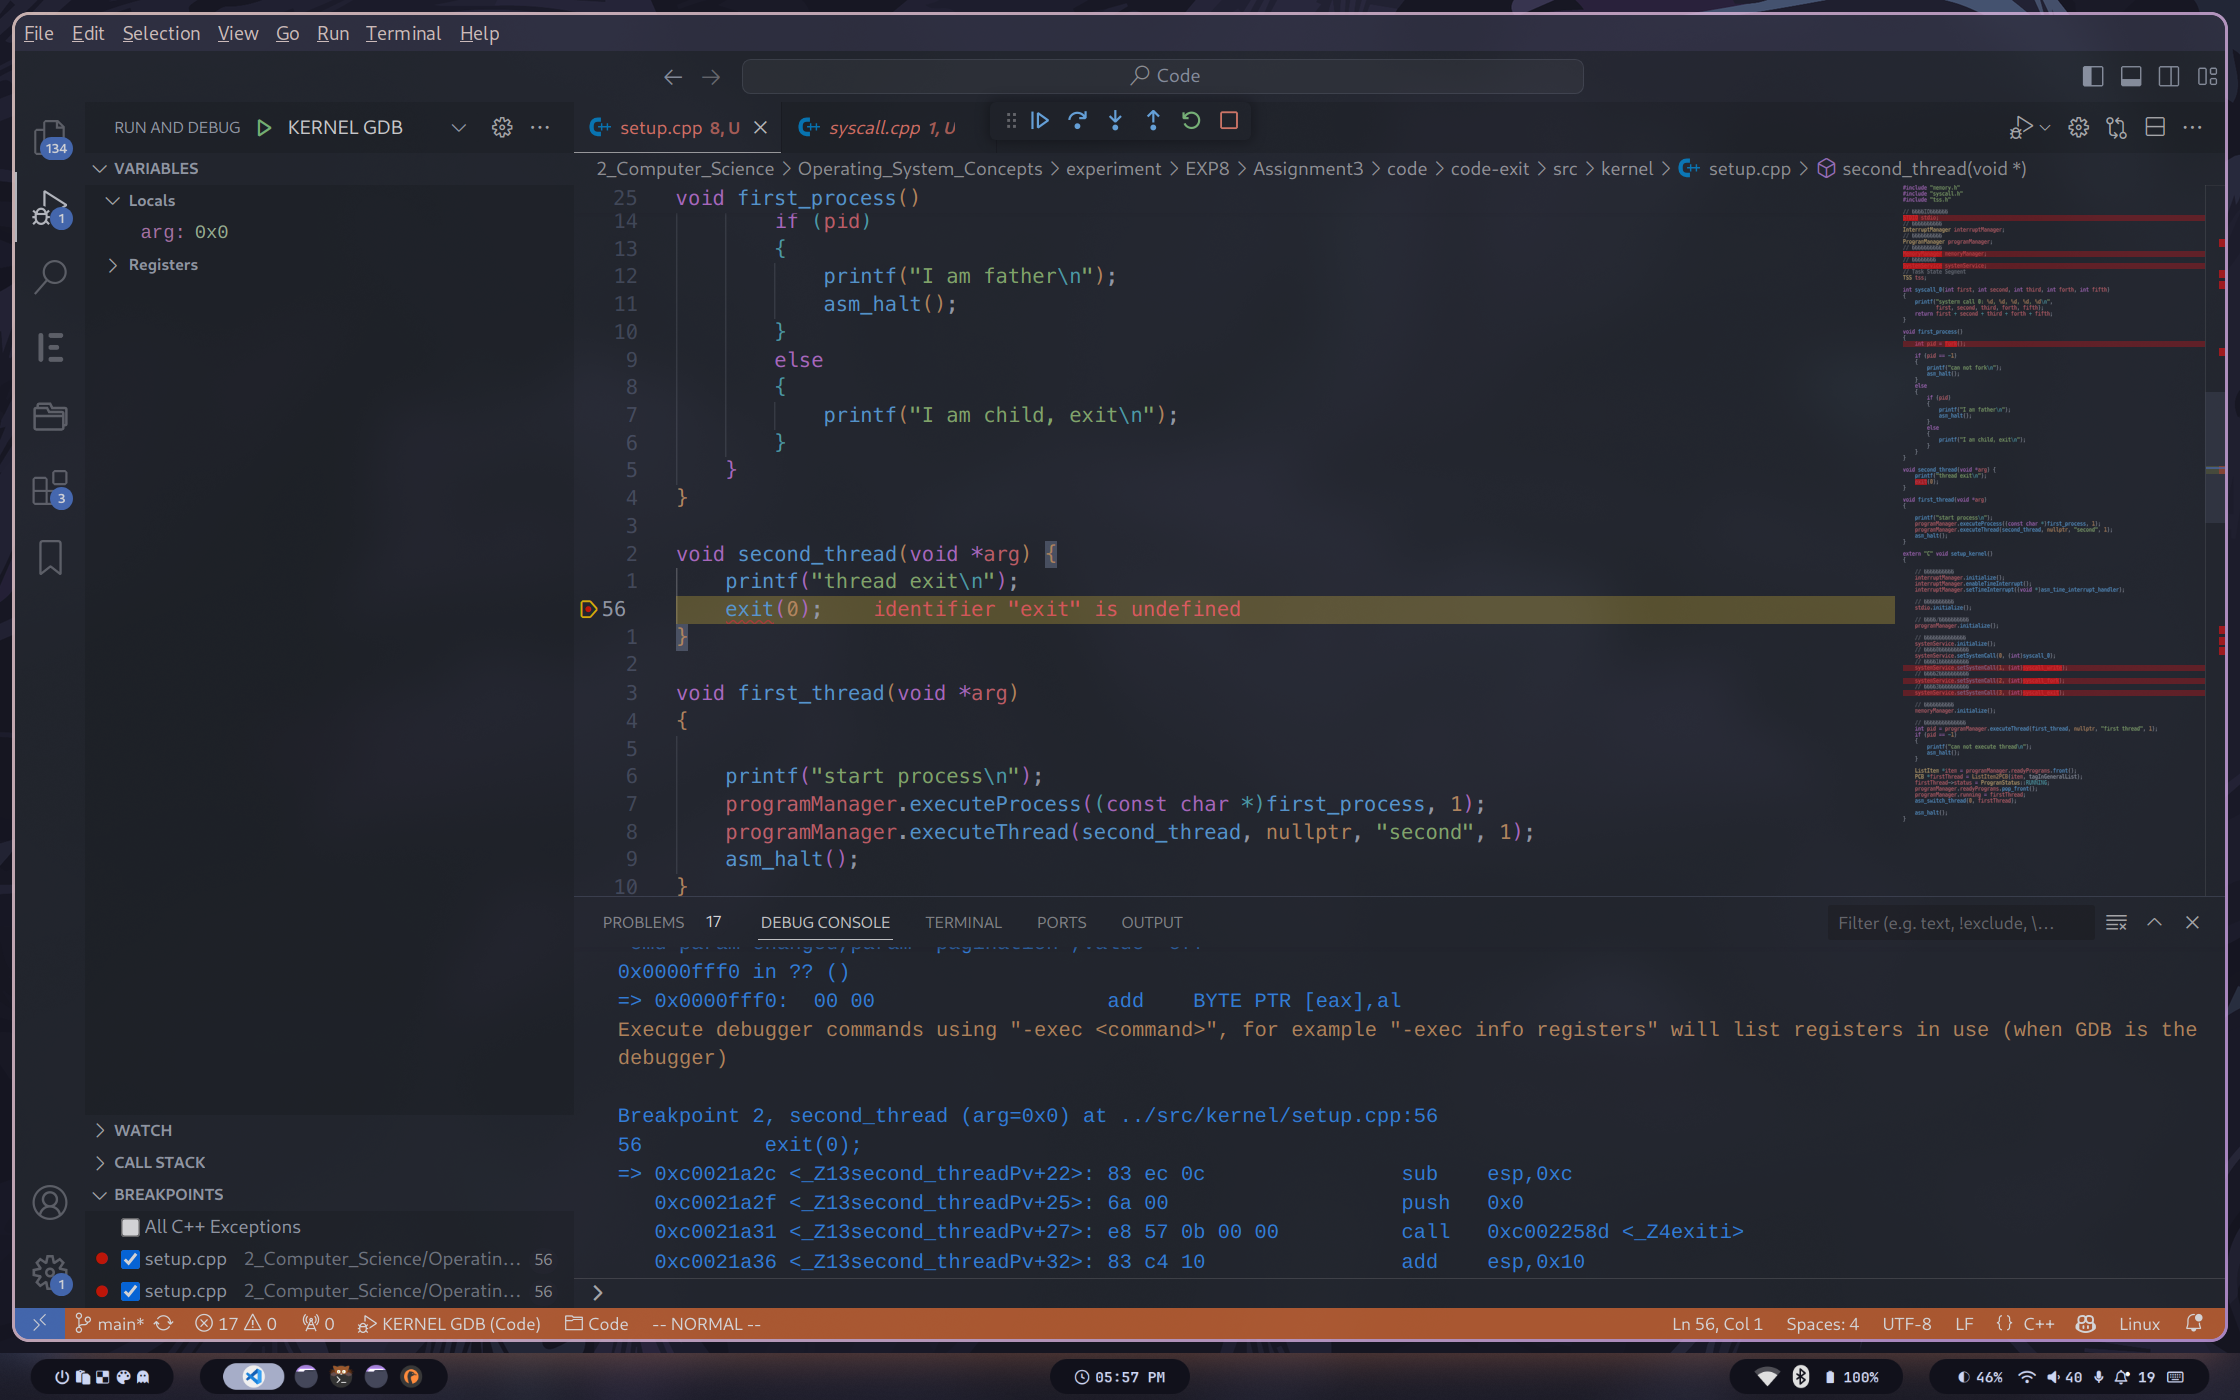 File Edit Selection View Go Run Terminal Help
Code
134
1
3
1
RUN AND DEBUG KERNEL GDB
VARIABLES
Locals
arg: 0x0
Registers
WATCH
CALL STACK
BREAKPOINTS
All C++ Exceptions
setup.cpp 2_Computer_Science/Operatin... 56
setup.cpp 2_Computer_Science/Operatin... 56
setup.cpp 8, U
syscall.cpp 1, U
2_Computer_Science > Operating_System_Concepts > experiment > EXP8 > Assignment3 > code > code-exit > src > kernel > setup.cpp > second_thread(void *)
25 void first_process()
14 if (pid)
13 {
12 printf("I am father\n");
11 asm_halt();
10 }
9 else
8 {
7 printf("I am child, exit\n");
6 }
5 }
4 }
3
2 void second_thread(void *arg) {
1 printf("thread exit\n");
56 exit(0); identifier "exit" is undefined
1 }
2
3 void first_thread(void *arg)
4 {
5
6 printf("start process\n");
7 programManager.executeProcess((const char *)first_process, 1);
8 programManager.executeThread(second_thread, nullptr, "second", 1);
9 asm_halt();
10 }
PROBLEMS 17 DEBUG CONSOLE TERMINAL PORTS OUTPUT
Filter (e.g. text, !exclude, \...
0x0000fff0 in ?? ()
=> 0x0000fff0: 00 00 add BYTE PTR [eax],al
Execute debugger commands using "-exec <command>", for example "-exec info registers" will list registers in use (when GDB is the
debugger)
Breakpoint 2, second_thread (arg=0x0) at ../src/kernel/setup.cpp:56
56 exit(0);
=> 0xc0021a2c <_Z13second_threadPv+22>: 83 ec 0c sub esp,0xc
0xc0021a2f <_Z13second_threadPv+25>: 6a 00 push 0x0
0xc0021a31 <_Z13second_threadPv+27>: e8 57 0b 00 00 call 0xc002258d <_Z4exiti>
0xc0021a36 <_Z13second_threadPv+32>: 83 c4 10 add esp,0x10
main* 17 0 0 KERNEL GDB (Code) Code -- NORMAL --
Ln 56, Col 1 Spaces: 4 UTF-8 LF {} C++ Linux
05:57 PM
100%
46% 40 19